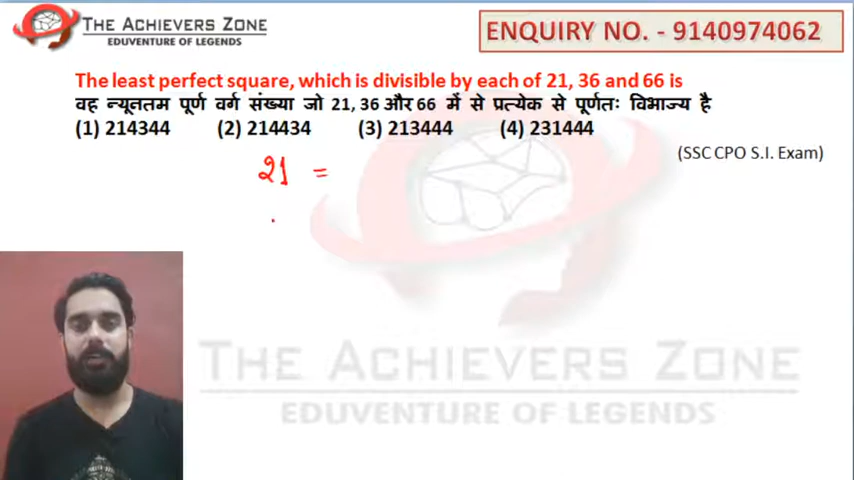 THE ACHIEVERS ZONE
EDUVENTURE OF LEGENDS
ENQUIRY NO. - 9140974062
The least perfect square, which is divisible by each of 21, 36 and 66 is
वह न्यूनतम पूर्ण वर्ग संख्या जो 21, 36 और 66 में से प्रत्येक से पूर्णतः विभाज्य है
(1) 214344 (2) 214434 (3) 213444 (4) 231444
(SSC CPO S.I. Exam)
21 =
THE ACHIEVERS ZONE
EDUVENTURE OF LEGENDS